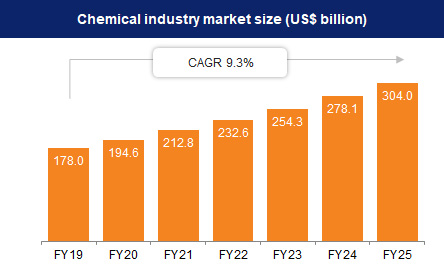 Chemical industry market size (US$ billion)
CAGR 9.3%
178.0
194.6
212.8
232.6
254.3
278.1
304.0
FY19
FY20
FY21
FY22
FY23
FY24
FY25